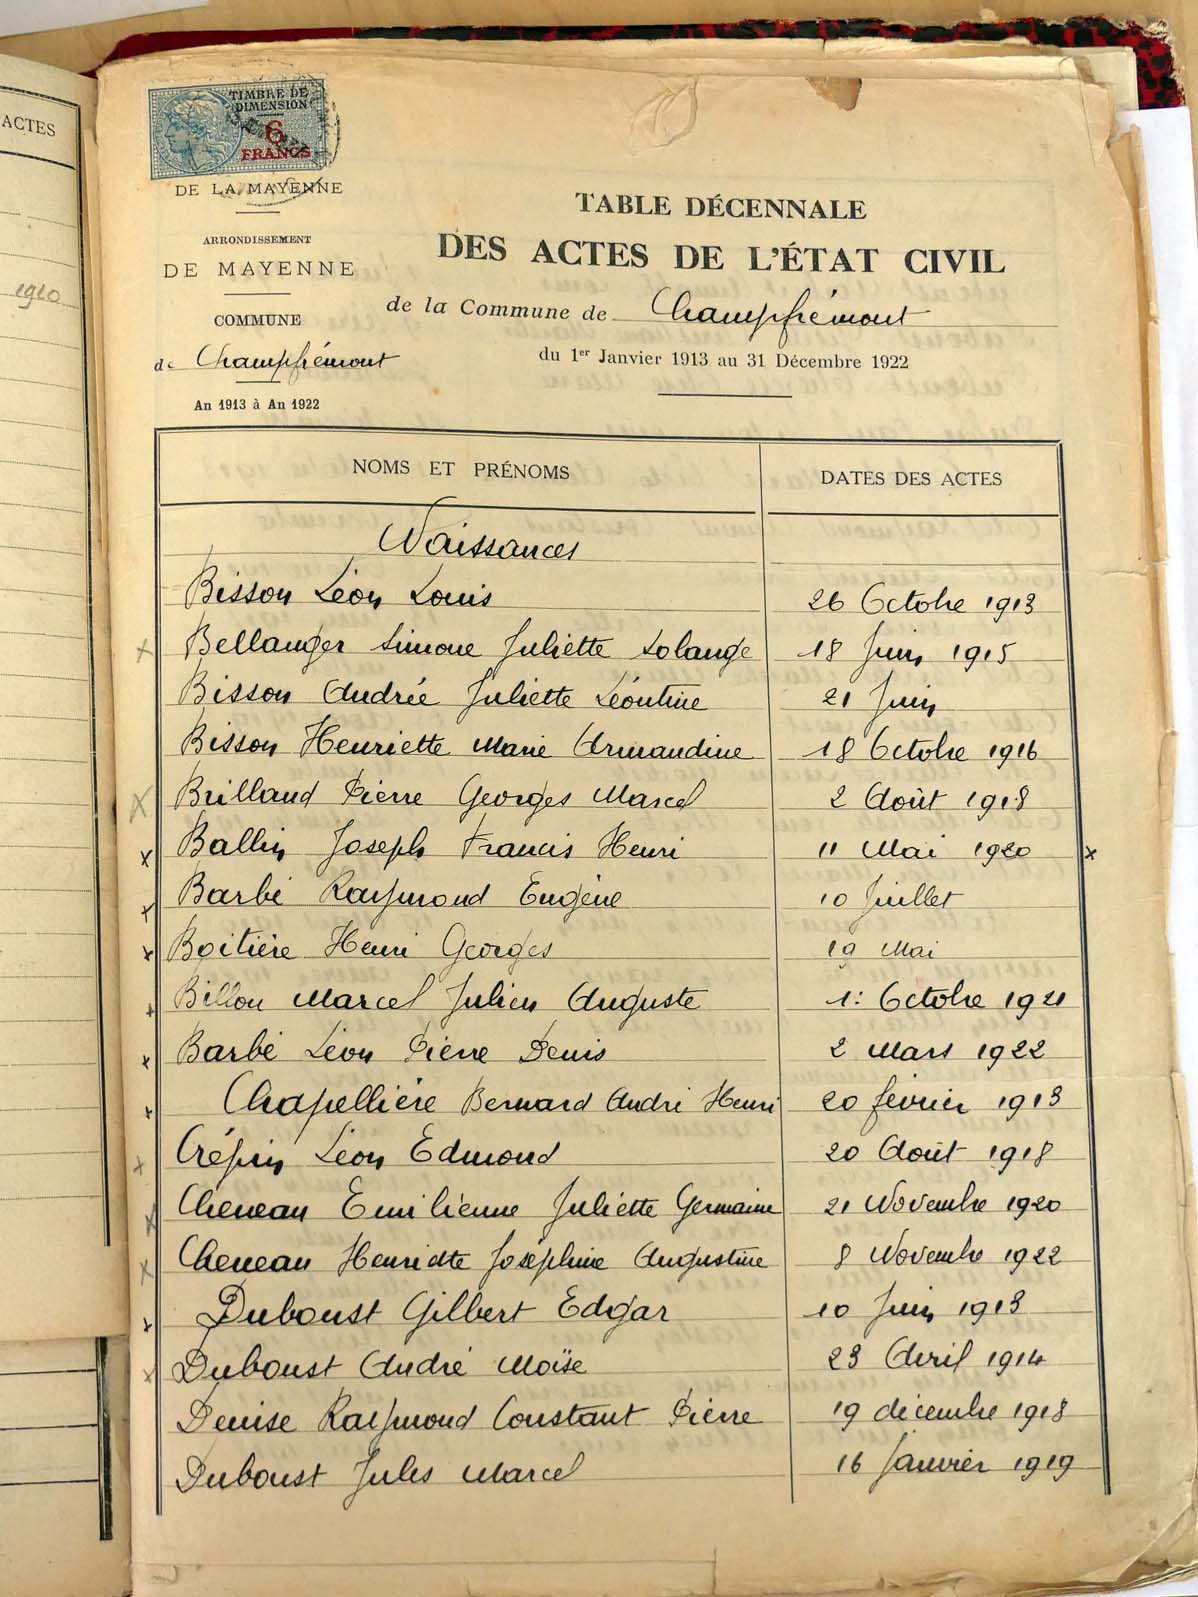 ACTES
1910
TIMBRE DE
DIMENSION
6
FRANCS
DE LA MAYENNE
ARRONDISSEMENT
DE MAYENNE
COMMUNE
de Champfrémont
An 1913 à An 1922
TABLE DÉCENNALE
DES ACTES DE L'ÉTAT CIVIL
de la Commune de Champfrémont
du 1er Janvier 1913 au 31 Décembre 1922
NOMS ET PRÉNOMS DATES DES ACTES
Naissances
Bisson Léon Louis 26 Octobre 1913
x Bellanger Simone Juliette Solange 18 Juin 1915
Bisson Andrée Juliette Léontine 21 Juin
Bisson Henriette Marie Armandine 18 Octobre 1916
x Brilland Pierre Georges Marcel 2 Août 1918
x Ballin Joseph Francis Henri 11 Mai 1920 x
x Barbé Raymond Eugène 10 Juillet
x Boitière Henri Georges 19 Mai
x Billon Marcel Julien Auguste 1: Octobre 1921
x Barbé Léon Pierre Denis 2 Mars 1922
x Chapellière Bernard André Henri 20 février 1913
x Crépin Léon Edmond 20 Août 1918
x Cheneau Emilienne Juliette Germaine 21 Novembre 1920
x Cheneau Henriette Joséphine Augustine 8 Novembre 1922
x Duboust Gilbert Edgar 10 Juin 1913
x Duboust André Moïse 23 Avril 1914
Denise Raymond Constant Pierre 19 décembre 1918
Duboust Jules Marcel 16 Janvier 1919